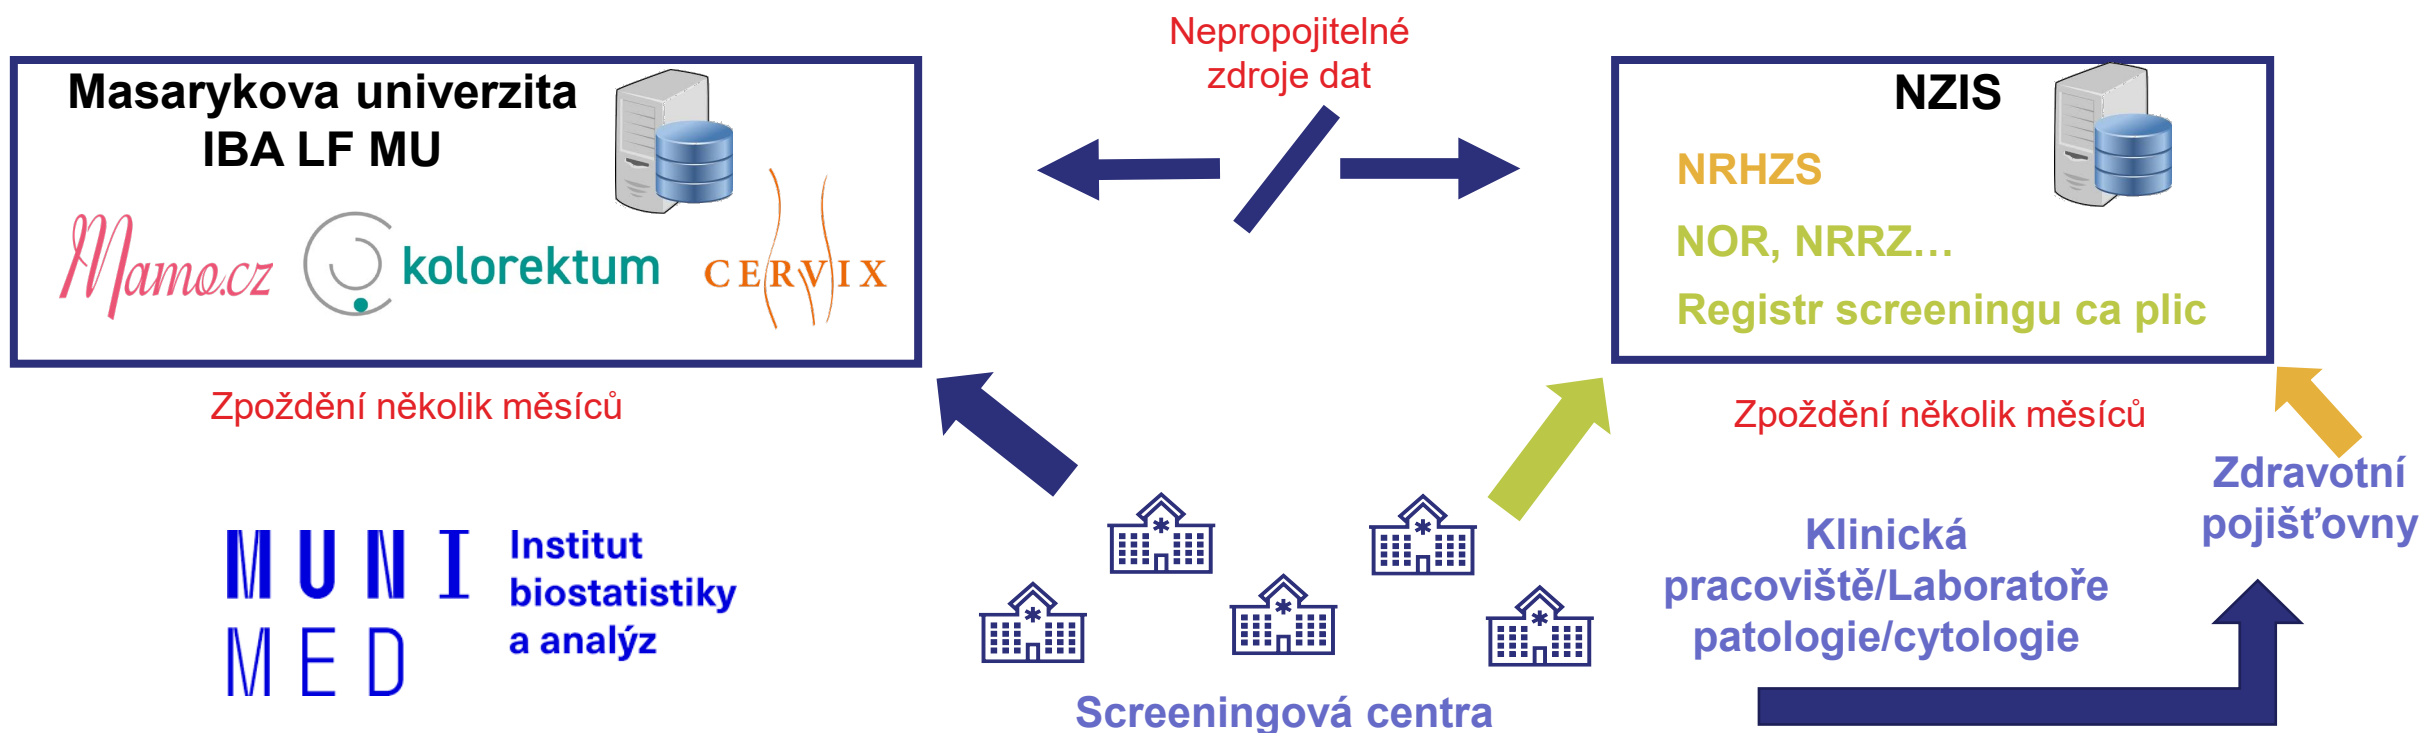 Nepropojitelné
zdroje dat
Masarykova univerzita
IBA LF MU
Mamo.cz
kolorektum
CERVIX
NZIS
NRHZS
NOR, NRRZ...
Registr screeningu ca plic
Zpoždění několik měsíců
Zpoždění několik měsíců
MUNI
MED
Institut
biostatistiky
a analýz
Screeningová centra
Klinická
pracoviště/Laboratoře
patologie/cytologie
Zdravotní
pojišťovny